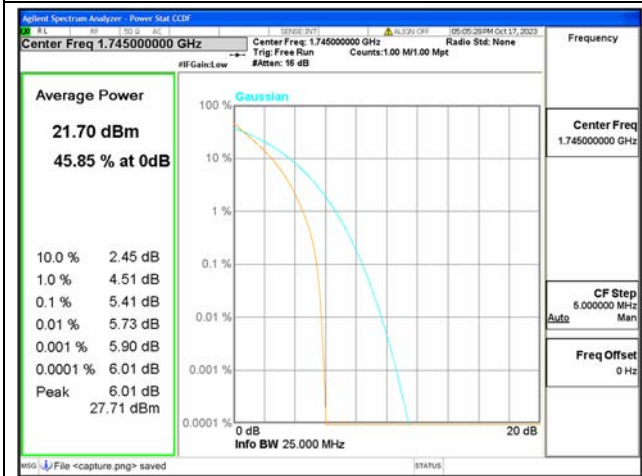 Agilent Spectrum Analyzer - Power Stat CCDF
RL RF 50 Ω AC SENSE:INT ALIGN OFF 05:05:28 PM Oct 17, 2023
Center Freq 1.745000000 GHz
Center Freq: 1.745000000 GHz Radio Std: None
Trig: Free Run Counts:1.00 M/1.00 Mpt
#IFGain:Low #Atten: 16 dB
Frequency
Average Power
21.70 dBm
45.85 % at 0dB
10.0 % 2.45 dB
1.0 % 4.51 dB
0.1 % 5.41 dB
0.01 % 5.73 dB
0.001 % 5.90 dB
0.0001 % 6.01 dB
Peak 6.01 dB
27.71 dBm
Gaussian
100 %
10 %
1 %
0.1 %
0.01 %
0.001 %
0.0001 %
0 dB 20 dB
Info BW 25.000 MHz
Center Freq
1.745000000 GHz
CF Step
5.000000 MHz
Auto Man
Freq Offset
0 Hz
MSG File <capture.png> saved STATUS